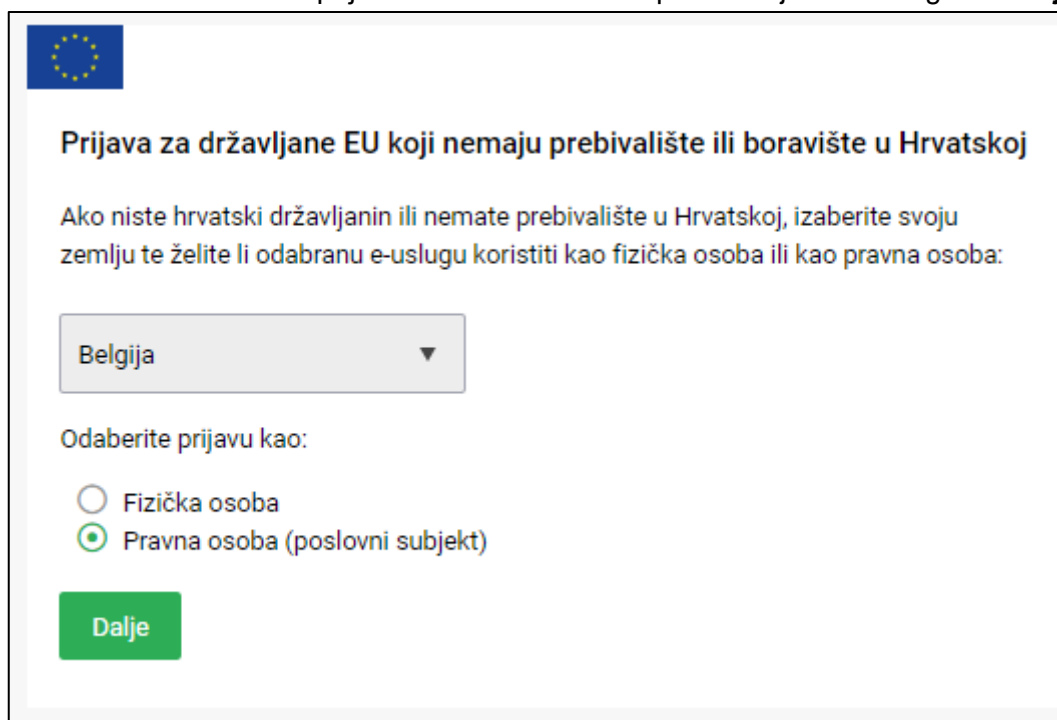 Prijava za državljane EU koji nemaju prebivalište ili boravište u Hrvatskoj
Ako niste hrvatski državljanin ili nemate prebivalište u Hrvatskoj, izaberite svoju
zemlju te želite li odabranu e-uslugu koristiti kao fizička osoba ili kao pravna osoba:
Belgija
Odaberite prijavu kao:
Fizička osoba
Pravna osoba (poslovni subjekt)
Dalje